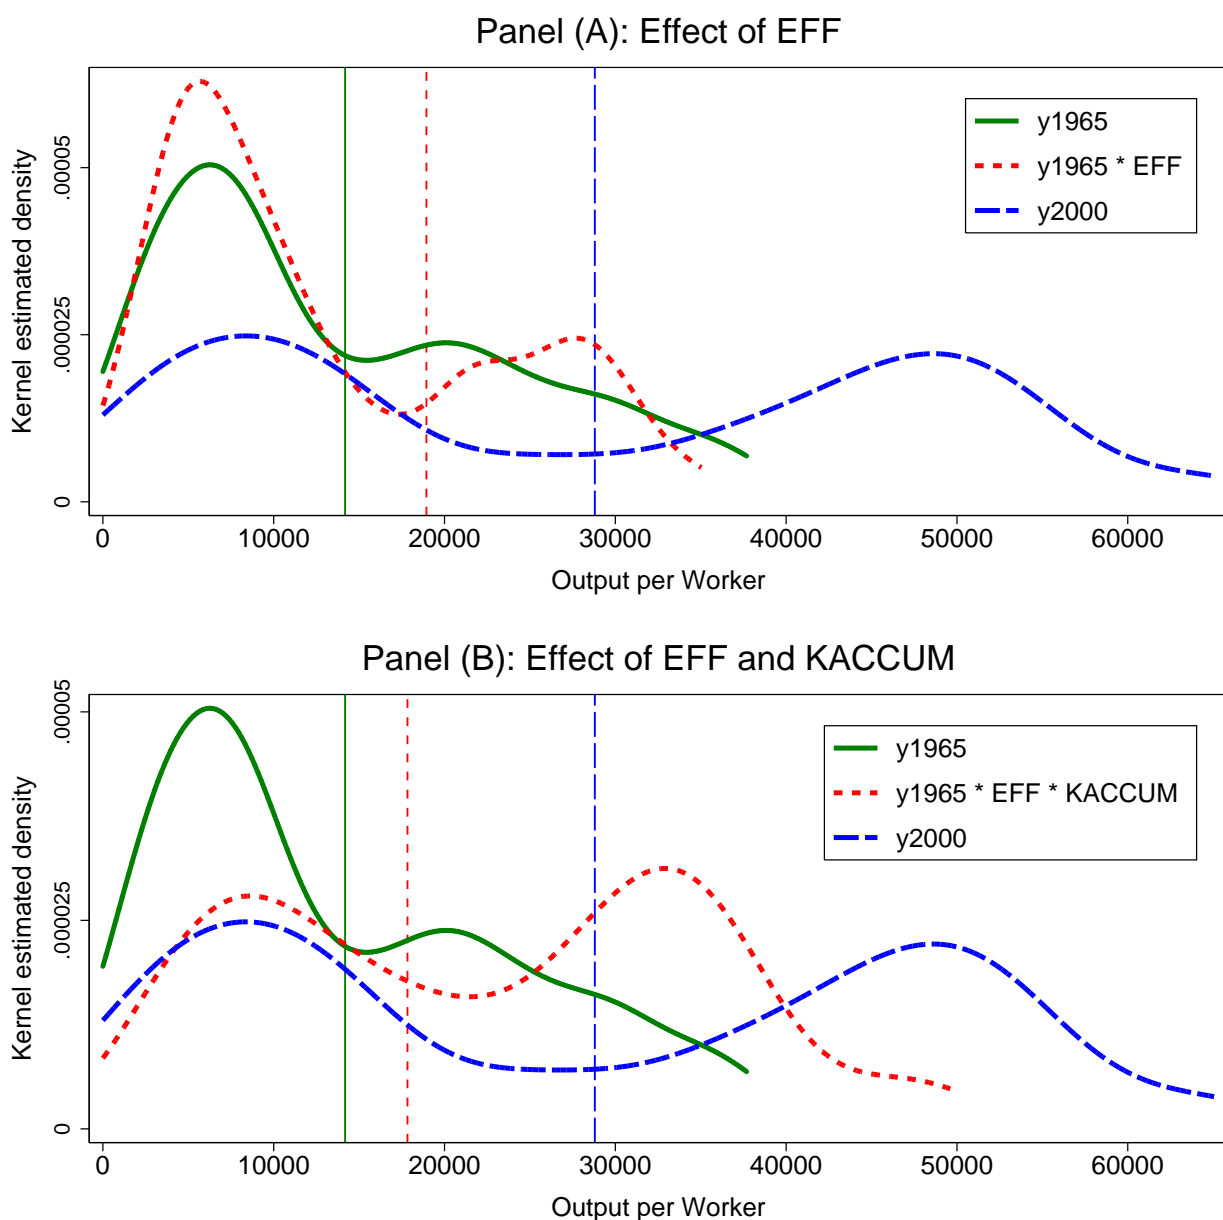 Panel (A): Effect of EFF
Kernel estimated density
.00005
.000025
0
y1965
y1965 * EFF
y2000
0 10000 20000 30000 40000 50000 60000
Output per Worker
Panel (B): Effect of EFF and KACCUM
Kernel estimated density
.00005
.000025
0
y1965
y1965 * EFF * KACCUM
y2000
0 10000 20000 30000 40000 50000 60000
Output per Worker